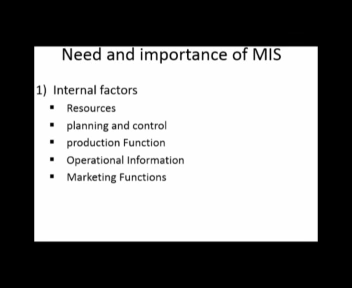 Need and importance of MIS
1) Internal factors
▪ Resources
▪ planning and control
▪ production Function
▪ Operational Information
▪ Marketing Functions